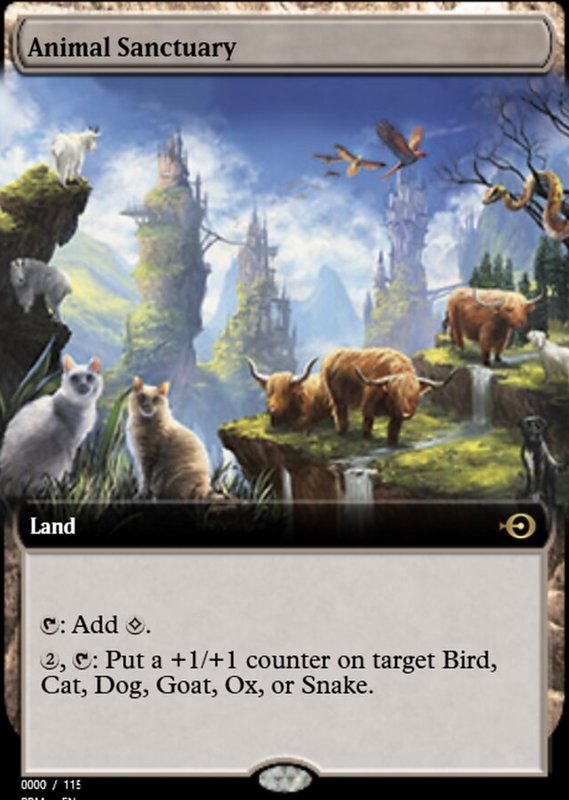 Animal Sanctuary
Land
: Add .
2, : Put a +1/+1 counter on target Bird,
Cat, Dog, Goat, Ox, or Snake.
0000 / 115